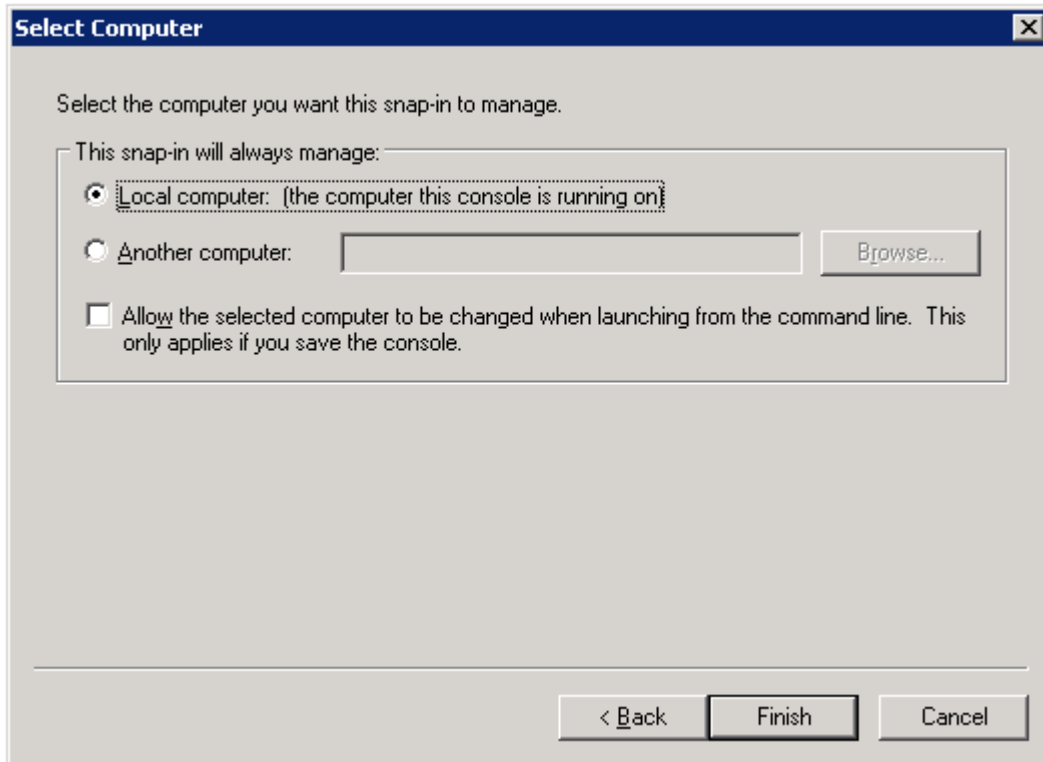 Select Computer
Select the computer you want this snap-in to manage.
This snap-in will always manage:
Local computer:  (the computer this console is running on)
Another computer:
Browse...
Allow the selected computer to be changed when launching from the command line.  This
only applies if you save the console.
< Back
Finish
Cancel